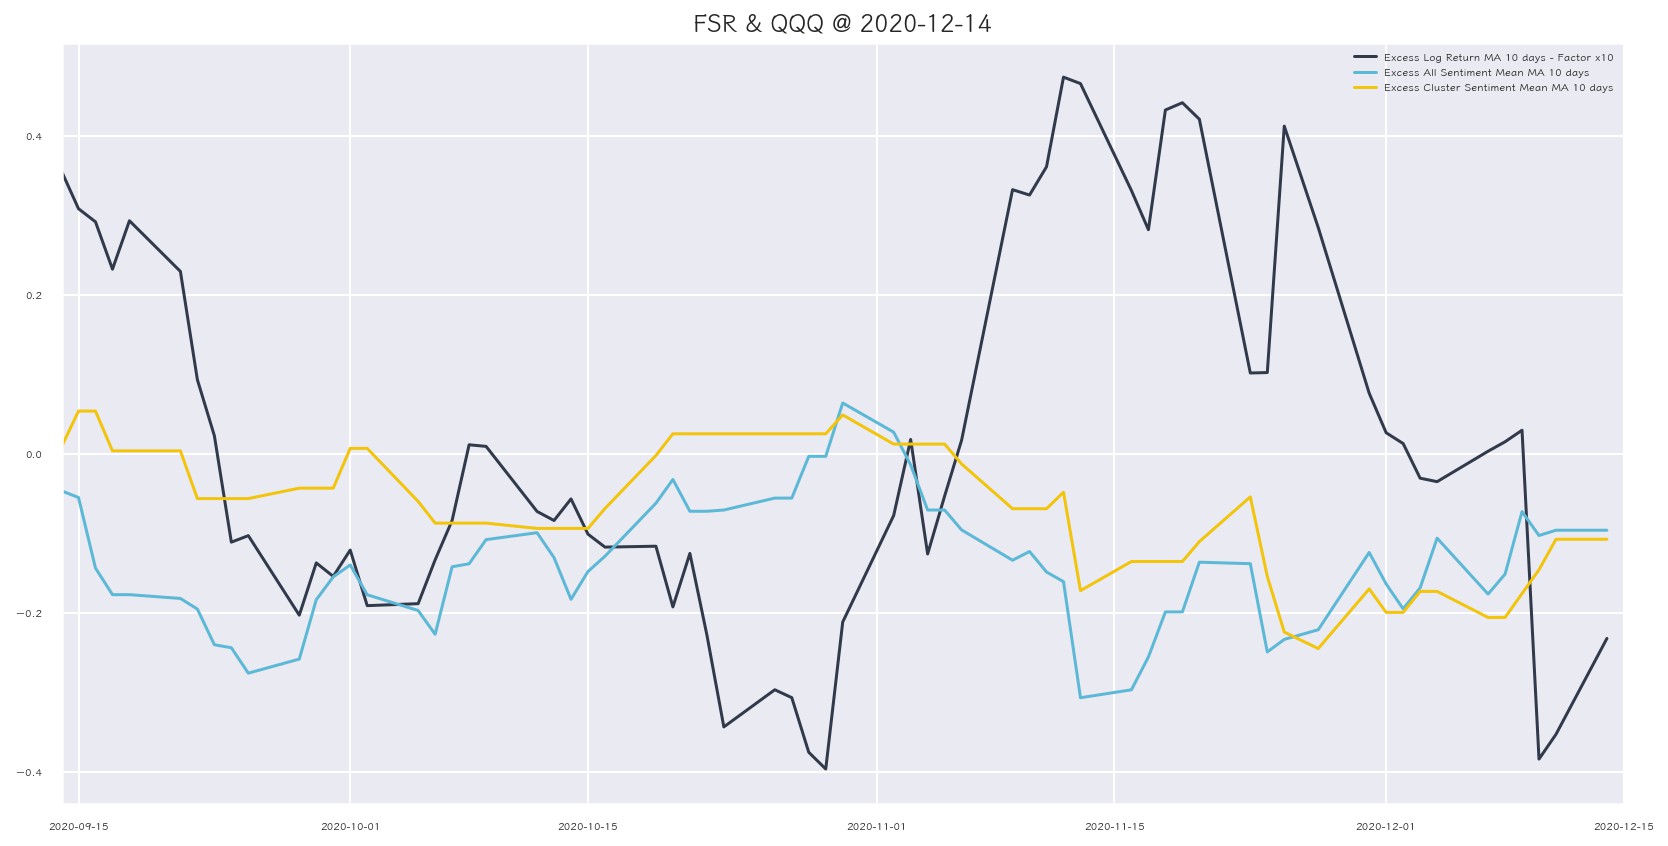 FSR & QQQ @ 2020-12-14
Excess Log Return MA 10 days - Factor x10
Excess All Sentiment Mean MA 10 days
Excess Cluster Sentiment Mean MA 10 days
0.4
0.2
0.0
−0.2
−0.4
2020-09-15 2020-10-01 2020-10-15 2020-11-01 2020-11-15 2020-12-01 2020-12-15